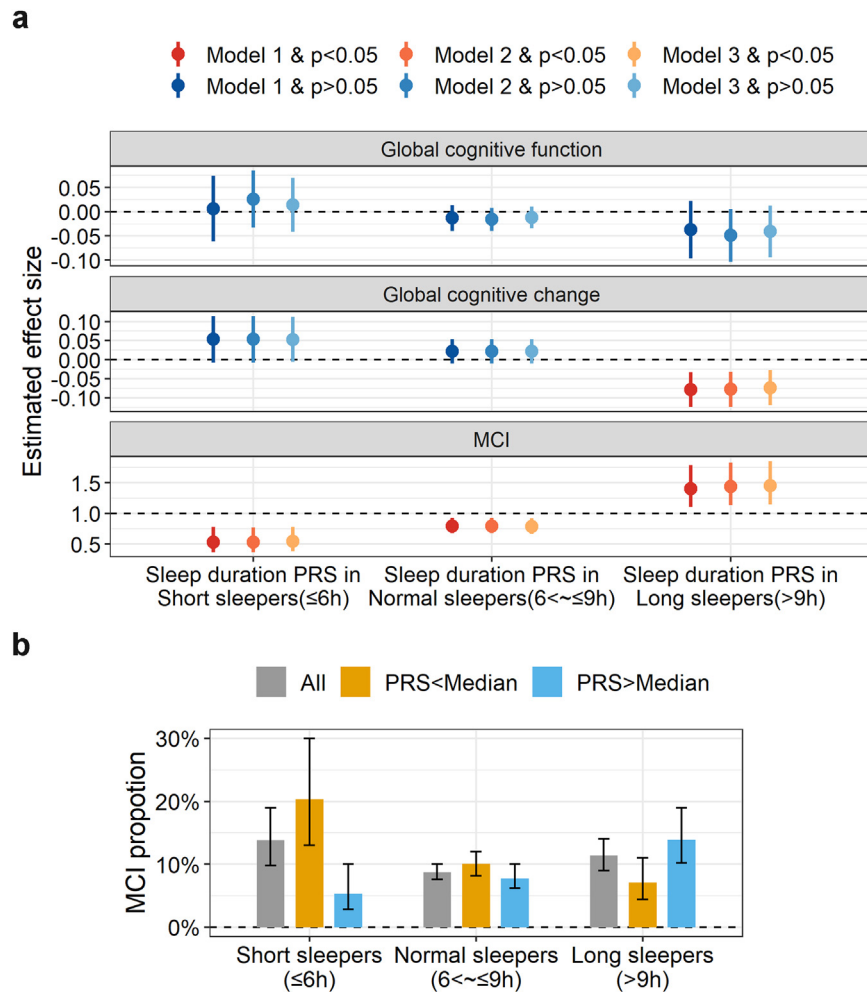 a
Model 1 & p<0.05 Model 2 & p<0.05 Model 3 & p<0.05
Model 1 & p>0.05 Model 2 & p>0.05 Model 3 & p>0.05
Estimated effect size
Global cognitive function
0.05
0.00
-0.05
-0.10
Global cognitive change
0.10
0.05
0.00
-0.05
-0.10
MCI
1.5
1.0
0.5
Sleep duration PRS in Sleep duration PRS in Sleep duration PRS in
Short sleepers(≤6h) Normal sleepers(6<~≤9h) Long sleepers(>9h)
b
All PRS<Median PRS>Median
MCI propotion
30%
20%
10%
0%
Short sleepers Normal sleepers Long sleepers
(≤6h) (6<~≤9h) (>9h)